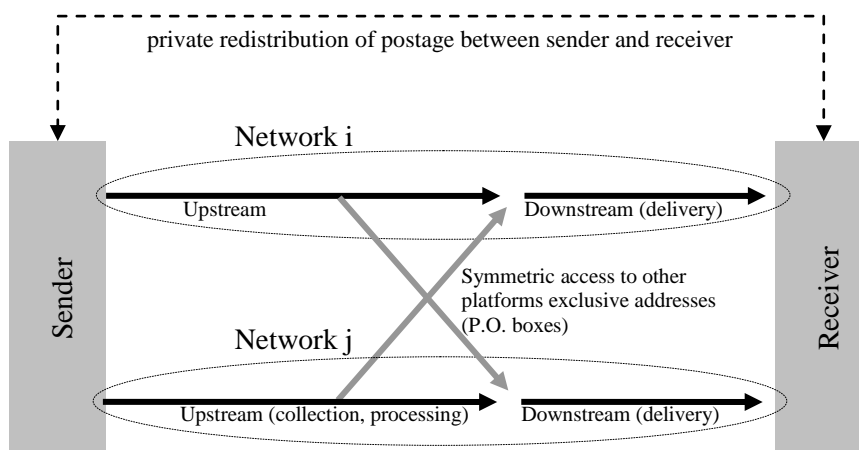 private redistribution of postage between sender and receiver
Network i
Upstream
Downstream (delivery)
Sender
Symmetric access to other
platforms exclusive addresses
(P.O. boxes)
Receiver
Network j
Upstream (collection, processing)
Downstream (delivery)